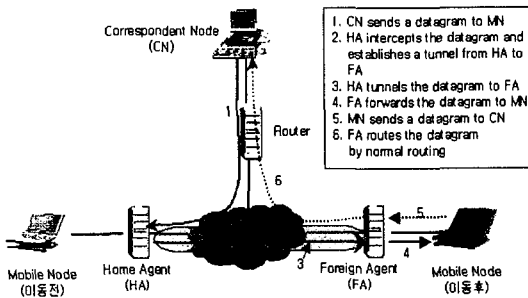 Correspondent Node
(CN)
1. CN sends a datagram to MN
2. HA intercepts the datagram and
establishes a tunnel from HA to
FA
3. HA tunnels the datagram to FA
4. FA forwards the datagram to MN
5. MN sends a datagram to CN
6. FA routes the datagram
by normal routing
1
Router
6
5
3
4
Mobile Node
(이동전)
Home Agent
(HA)
Foreign Agent
(FA)
Mobile Node
(이동후)